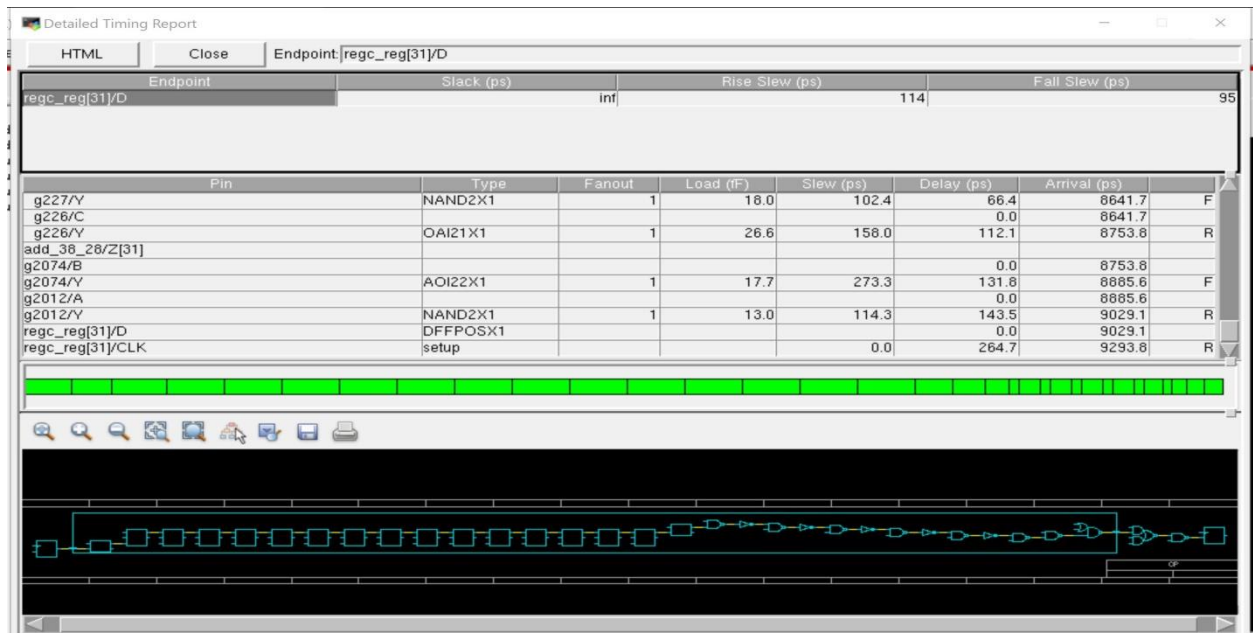 Detailed Timing Report
HTML Close Endpoint: regc_reg[31]/D
Endpoint Slack (ps) Rise Slew (ps) Fall Slew (ps)
regc_reg[31]/D inf 114 95
Pin Type Fanout Load (fF) Slew (ps) Delay (ps) Arrival (ps)
g227/Y NAND2X1 1 18.0 102.4 66.4 8641.7 F
g226/C 0.0 8641.7
g226/Y OAI21X1 1 26.6 158.0 112.1 8753.8 R
add_38_28/Z[31]
g2074/B 0.0 8753.8
g2074/Y AOI22X1 1 17.7 273.3 131.8 8885.6 F
g2012/A 0.0 8885.6
g2012/Y NAND2X1 1 13.0 114.3 143.5 9029.1 R
regc_reg[31]/D DFFPOSX1 0.0 9029.1
regc_reg[31]/CLK setup 0.0 264.7 9293.8 R